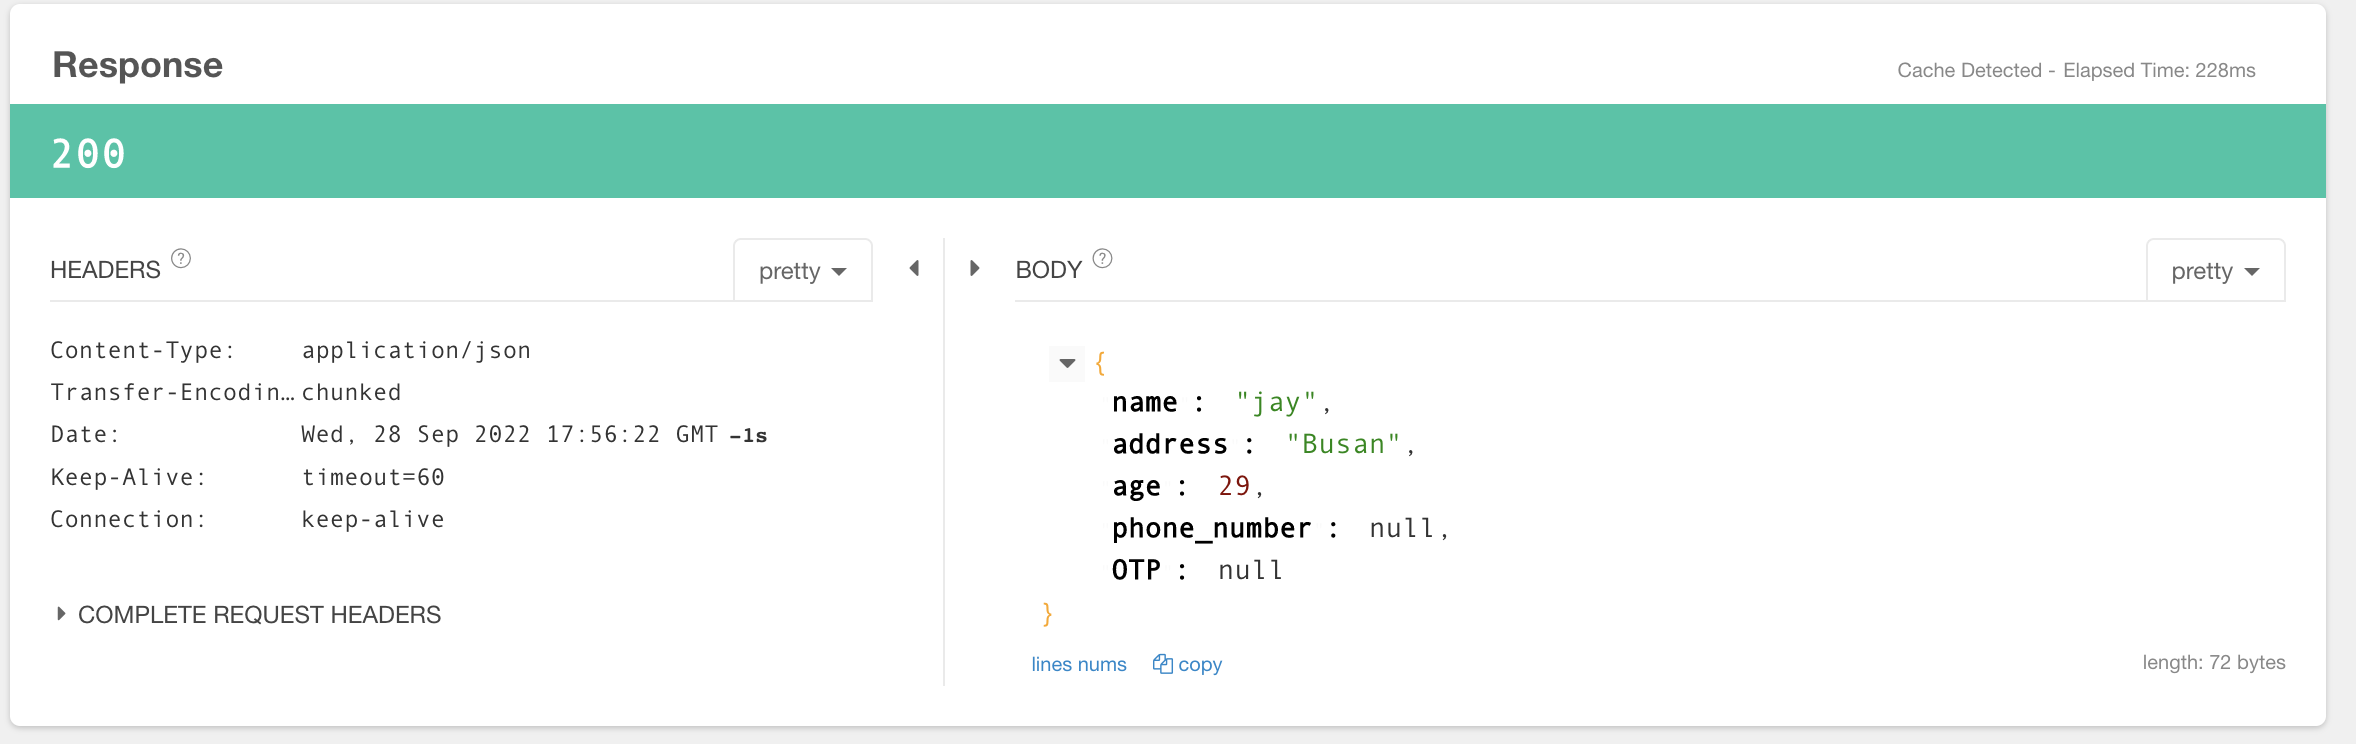 Response
Cache Detected - Elapsed Time: 228ms
200
HEADERS ?
pretty
Content-Type: application/json
Transfer-Encodin… chunked
Date: Wed, 28 Sep 2022 17:56:22 GMT -1s
Keep-Alive: timeout=60
Connection: keep-alive
COMPLETE REQUEST HEADERS
BODY ?
pretty
{
name : "jay",
address : "Busan",
age : 29,
phone_number : null,
OTP : null
}
lines nums copy
length: 72 bytes